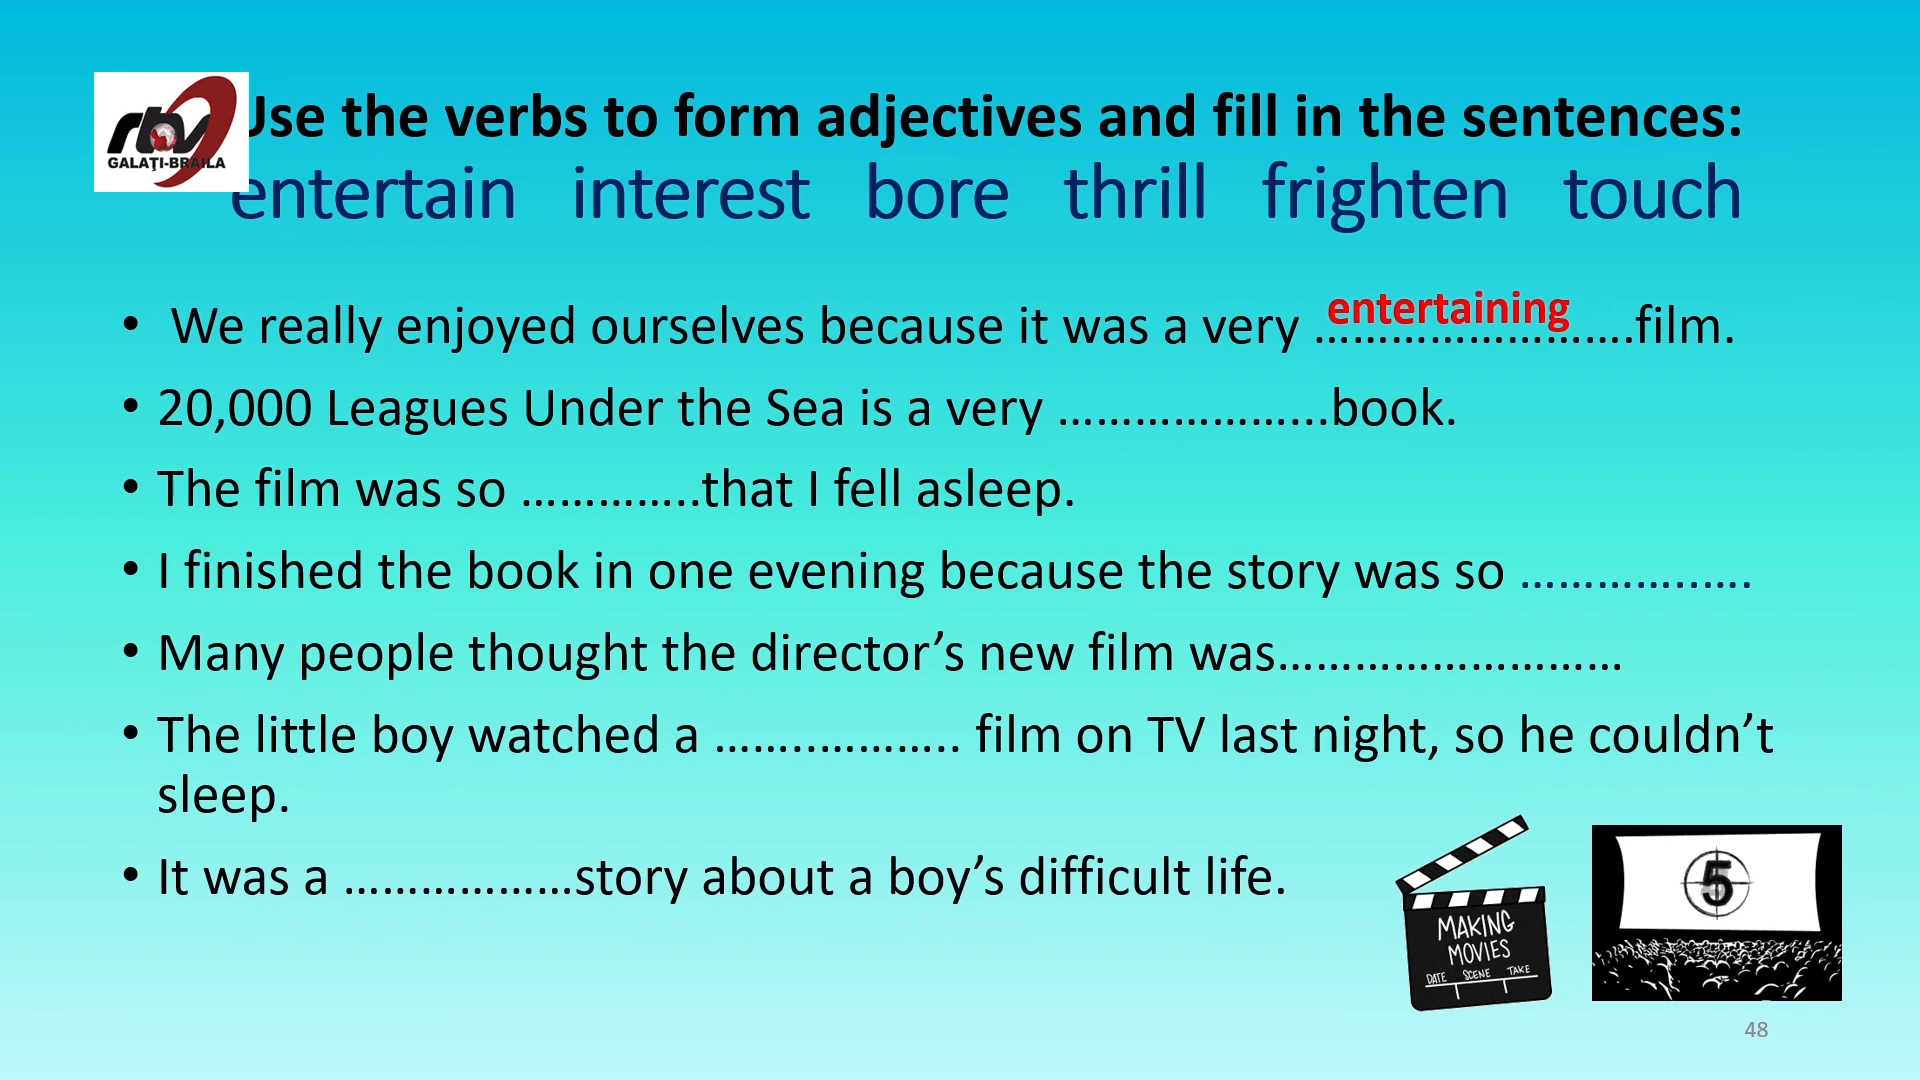 rtv
GALAŢI-BRAILA
Use the verbs to form adjectives and fill in the sentences:
entertain interest bore thrill frighten touch
• We really enjoyed ourselves because it was a very …………………….film.
entertaining
• 20,000 Leagues Under the Sea is a very ………………...book.
• The film was so …………..that I fell asleep.
• I finished the book in one evening because the story was so …………..….
• Many people thought the director’s new film was………………………
• The little boy watched a ……..……….. film on TV last night, so he couldn’t
sleep.
• It was a ………………story about a boy’s difficult life.
MAKING
MOVIES
DATE SCENE TAKE
5
48